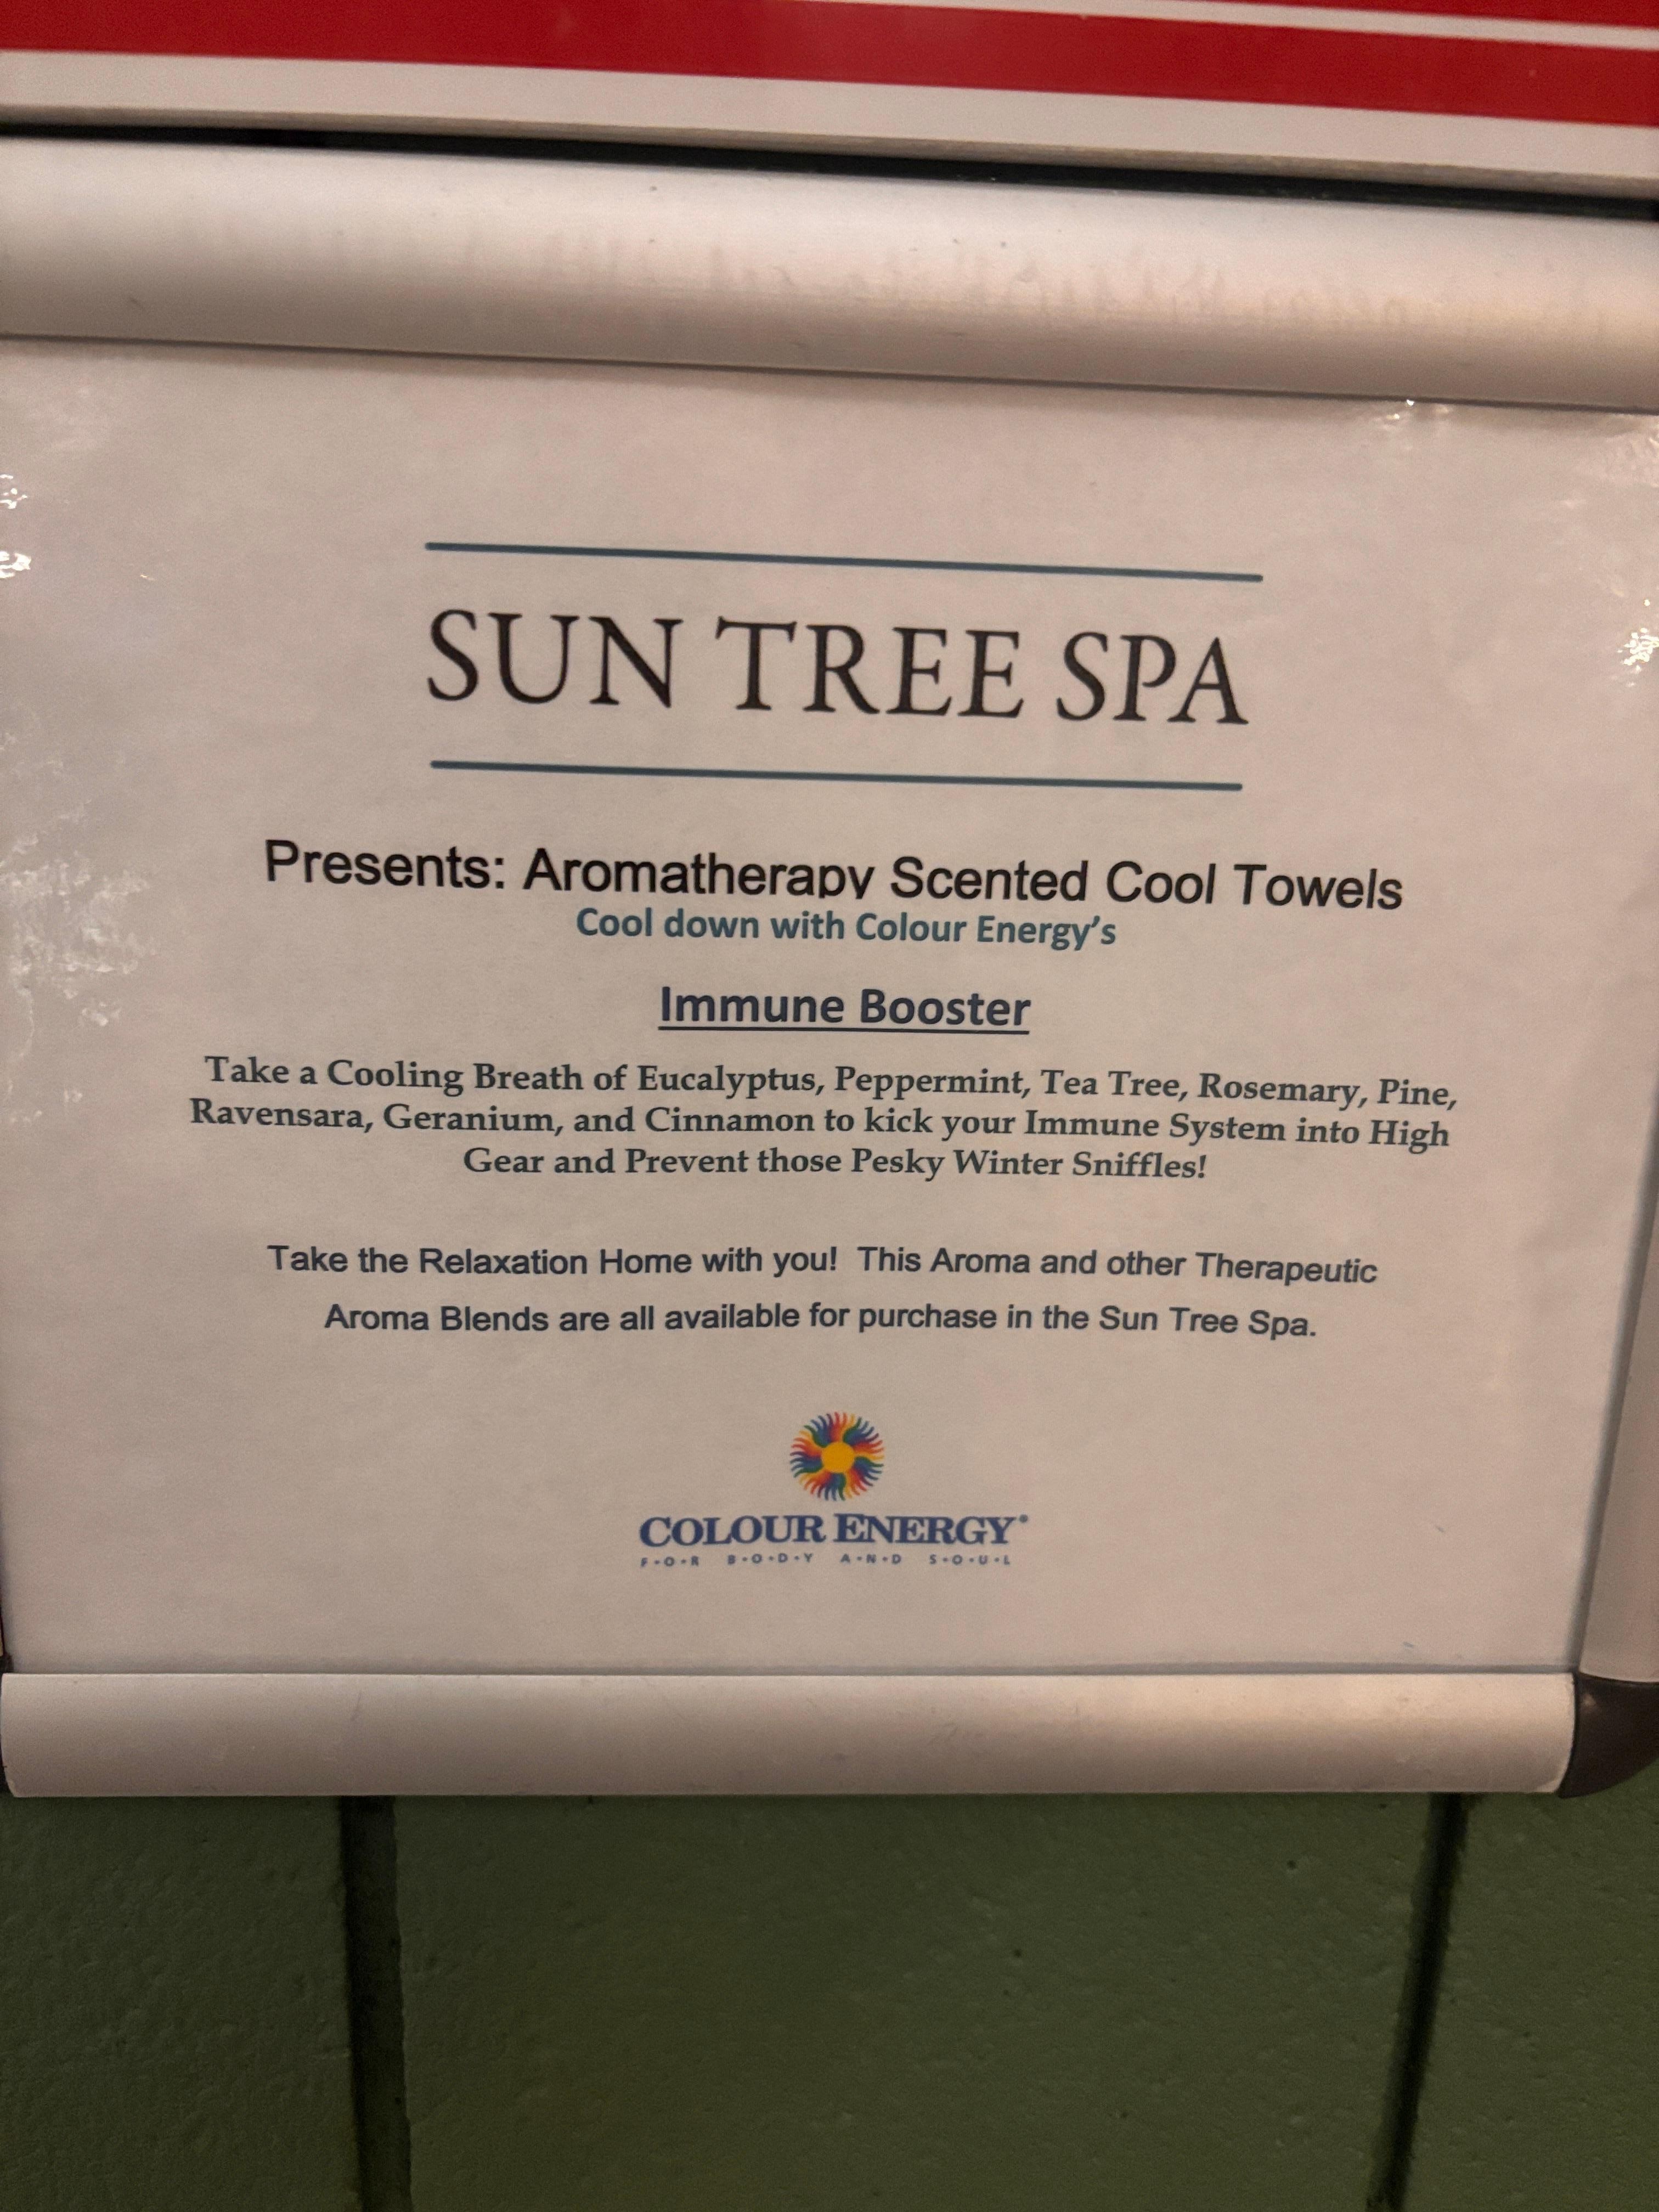 SUN TREE SPA
Presents: Aromatherapy Scented Cool Towels
Cool down with Colour Energy's
Immune Booster
Take a Cooling Breath of Eucalyptus, Peppermint, Tea Tree, Rosemary, Pine,
Ravensara, Geranium, and Cinnamon to kick your Immune System into High
Gear and Prevent those Pesky Winter Sniffles!
Take the Relaxation Home with you! This Aroma and other Therapeutic
Aroma Blends are all available for purchase in the Sun Tree Spa.
COLOUR ENERGY®
F•O•R B•O•D•Y A•N•D S•O•U•L